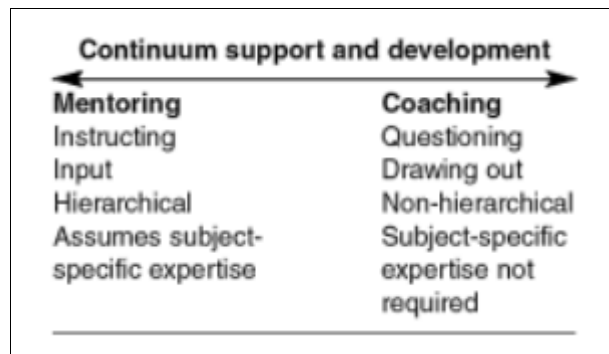 Continuum support and development
Mentoring
Instructing
Input
Hierarchical
Assumes subject-
specific expertise
Coaching
Questioning
Drawing out
Non-hierarchical
Subject-specific
expertise not
required